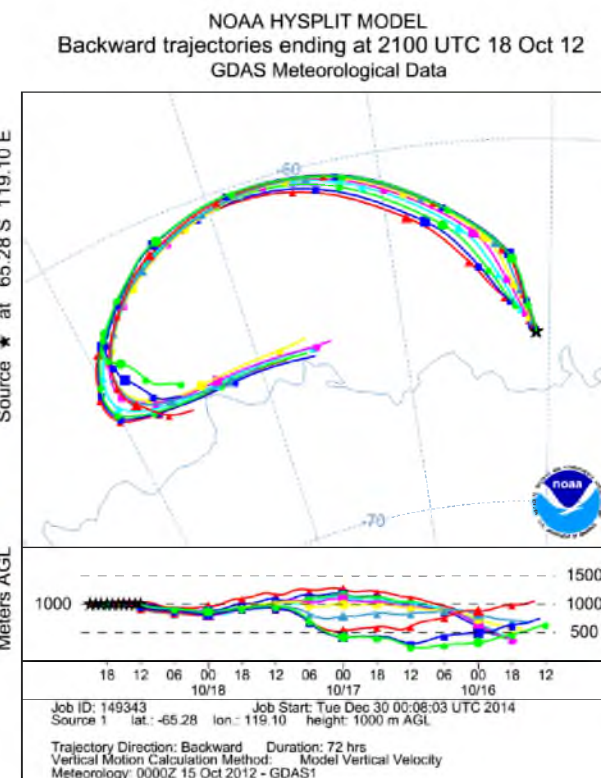 NOAA HYSPLIT MODEL
Backward trajectories ending at 2100 UTC 18 Oct 12
GDAS Meteorological Data
Source ★ at 65.28 S 119.10 E
-60
-70
noaa
Meters AGL
1000
1500
1000
500
18 12 06 00 18 12 06 00 18 12 06 00 18 12
10/18 10/17 10/16
Job ID: 149343 Job Start: Tue Dec 30 00:08:03 UTC 2014
Source 1 lat.: -65.28 lon.: 119.10 height: 1000 m AGL
Trajectory Direction: Backward Duration: 72 hrs
Vertical Motion Calculation Method: Model Vertical Velocity
Meteorology: 0000Z 15 Oct 2012 - GDAS1